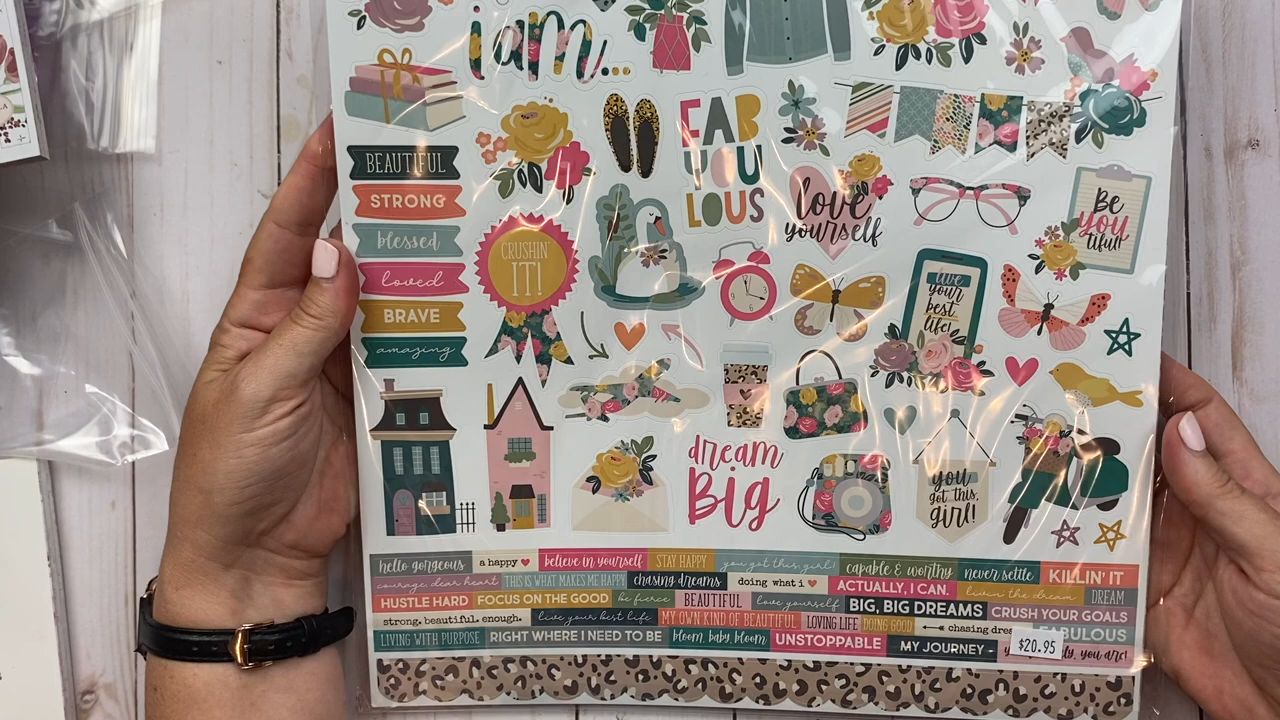 i am...
BEAUTIFUL
STRONG
blessed
loved
BRAVE
amazing
CRUSHIN'
IT!
FAB
YOU
LOUS
love
yourself
Be
you
tiful!
live
your
best
life!
dream
Big
you
got this,
girl!
hello gorgeous a happy believe in yourself STAY HAPPY you got this girl! capable & worthy never settle KILLIN' IT
courage, dear heart THIS IS WHAT MAKES ME HAPPY chasing dreams doing what i ACTUALLY, I CAN. livin the dream DREAM
HUSTLE HARD FOCUS ON THE GOOD be fierce BEAUTIFUL love yourself BIG, BIG DREAMS CRUSH YOUR GOALS
strong, beautiful, enough. live your best life MY OWN KIND OF BEAUTIFUL LOVING LIFE DOING GOOD chasing FABULOUS
LIVING WITH PURPOSE RIGHT WHERE I NEED TO BE bloom, baby, bloom UNSTOPPABLE MY JOURNEY you are!
$20.95